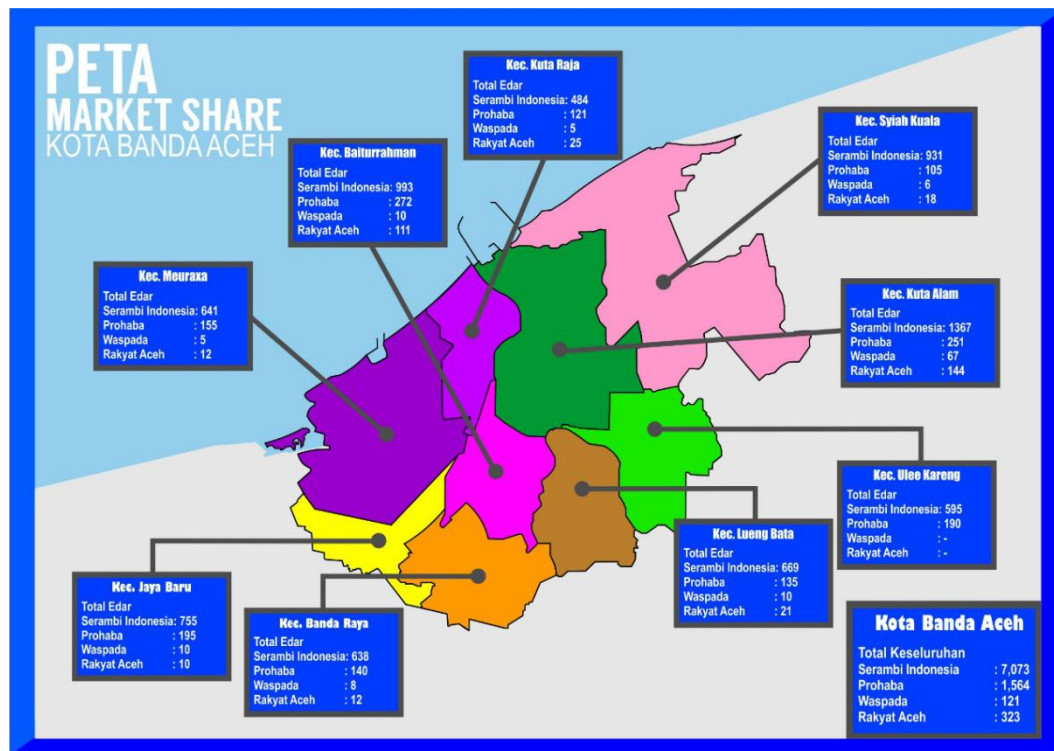 PETA
MARKET SHARE
KOTA BANDA ACEH
Kec. Kuta Raja
Total Edar
Serambi Indonesia: 484
Prohaba : 121
Waspada : 5
Rakyat Aceh : 25
Kec. Syiah Kuala
Total Edar
Serambi Indonesia: 931
Prohaba : 105
Waspada : 6
Rakyat Aceh : 18
Kec. Baiturrahman
Total Edar
Serambi Indonesia: 993
Prohaba : 272
Waspada : 10
Rakyat Aceh : 111
Kec. Meuraxa
Total Edar
Serambi Indonesia: 641
Prohaba : 155
Waspada : 5
Rakyat Aceh : 12
Kec. Kuta Alam
Total Edar
Serambi Indonesia: 1367
Prohaba : 251
Waspada : 67
Rakyat Aceh : 144
Kec. Ulee Kareng
Total Edar
Serambi Indonesia: 595
Prohaba : 190
Waspada : -
Rakyat Aceh : -
Kec. Lueng Bata
Total Edar
Serambi Indonesia: 669
Prohaba : 135
Waspada : 10
Rakyat Aceh : 21
Kec. Jaya Baru
Total Edar
Serambi Indonesia: 755
Prohaba : 195
Waspada : 10
Rakyat Aceh : 10
Kec. Banda Raya
Total Edar
Serambi Indonesia: 638
Prohaba : 140
Waspada : 8
Rakyat Aceh : 12
Kota Banda Aceh
Total Keseluruhan
Serambi Indonesia : 7,073
Prohaba : 1,564
Waspada : 121
Rakyat Aceh : 323